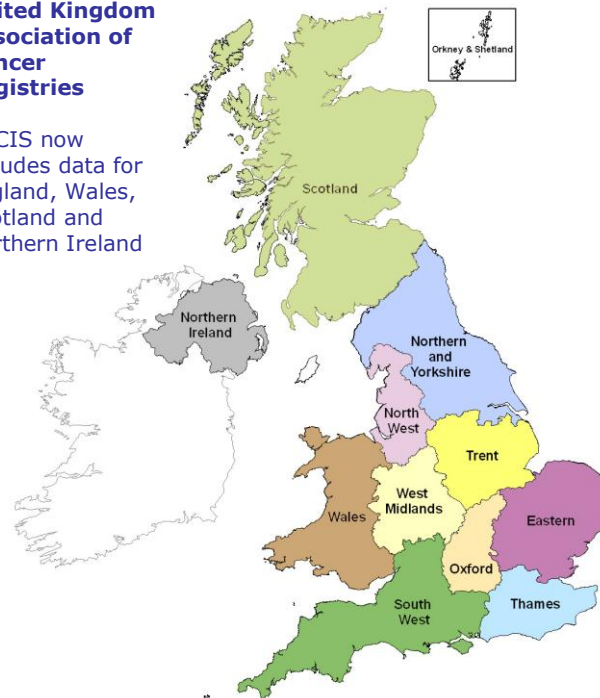 ited Kingdom
sociation of
ncer
gistries
CIS now
udes data for
gland, Wales,
otland and
rthern Ireland
Orkney & Shetland
Scotland
Northern
Ireland
Northern
and
Yorkshire
North
West
Trent
Wales
West
Midlands
Eastern
Oxford
South
West
Thames